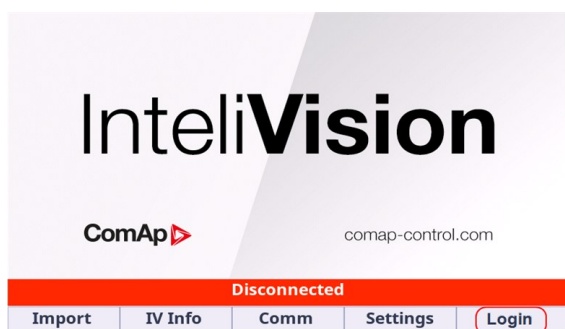 InteliVision
ComAp comap-control.com
Disconnected
Import IV Info Comm Settings Login